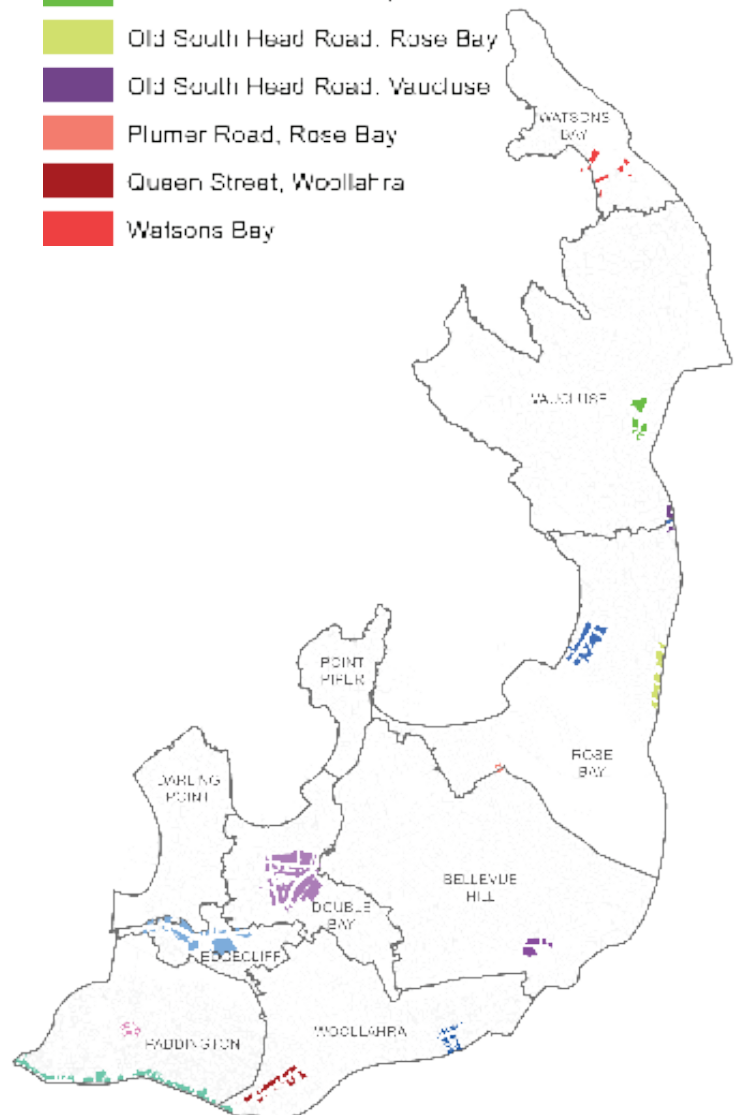 Old South Head Road, Rose Bay
Old South Head Road, Vaucluse
Plumer Road, Rose Bay
Queen Street, Woollahra
Watsons Bay
WATSONS
BAY
VAUCLUSE
POINT
PIPER
ROSE
BAY
DARLING
POINT
BELLEVUE
HILL
DOUBLE
BAY
EDGECLIFF
WOOLLAHRA
PADDINGTON